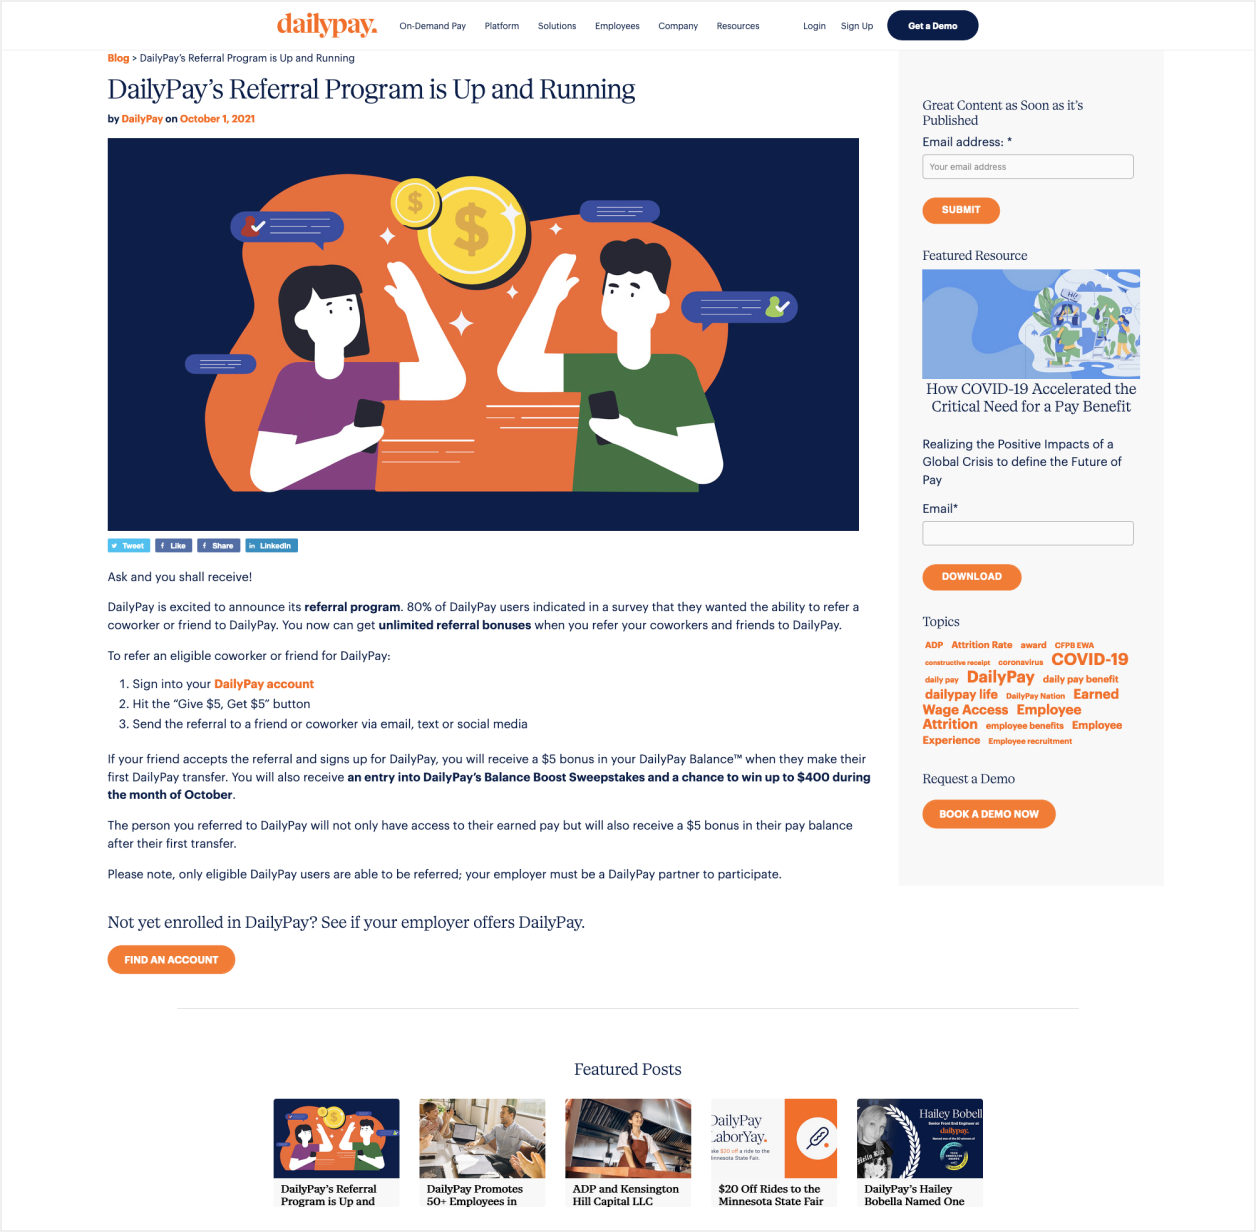 dailypay.
On-Demand Pay Platform Solutions Employees Company Resources Login Sign Up Get a Demo
Blog > DailyPay's Referral Program is Up and Running
DailyPay's Referral Program is Up and Running
by DailyPay on October 1, 2021
$ $
Tweet Like Share LinkedIn
Ask and you shall receive!
DailyPay is excited to announce its referral program. 80% of DailyPay users indicated in a survey that they wanted the ability to refer a
coworker or friend to DailyPay. You now can get unlimited referral bonuses when you refer your coworkers and friends to DailyPay.
To refer an eligible coworker or friend for DailyPay:
1. Sign into your DailyPay account
2. Hit the “Give $5, Get $5” button
3. Send the referral to a friend or coworker via email, text or social media
If your friend accepts the referral and signs up for DailyPay, you will receive a $5 bonus in your DailyPay Balance™ when they make their
first DailyPay transfer. You will also receive an entry into DailyPay's Balance Boost Sweepstakes and a chance to win up to $400 during
the month of October.
The person you referred to DailyPay will not only have access to their earned pay but will also receive a $5 bonus in their pay balance
after their first transfer.
Please note, only eligible DailyPay users are able to be referred; your employer must be a DailyPay partner to participate.
Not yet enrolled in DailyPay? See if your employer offers DailyPay.
FIND AN ACCOUNT
Great Content as Soon as it's
Published
Email address: *
Your email address
SUBMIT
Featured Resource
Hi!
How COVID-19 Accelerated the
Critical Need for a Pay Benefit
Realizing the Positive Impacts of a
Global Crisis to define the Future of
Pay
Email*
DOWNLOAD
Topics
ADP Attrition Rate award CFPB EWA
constructive receipt coronavirus COVID-19
daily pay DailyPay daily pay benefit
dailypay life DailyPay Nation Earned
Wage Access Employee
Attrition employee benefits Employee
Experience Employee recruitment
Request a Demo
BOOK A DEMO NOW
Featured Posts
DailyPay's Referral
Program is Up and
DailyPay Promotes
50+ Employees in
ADP and Kensington
Hill Capital LLC
DailyPay
LaborYay.
$20 off a ride to the
Minnesota State Fair.
$20 Off Rides to the
Minnesota State Fair
Hailey Bobell
Senior Front End Engineer at
dailypay.
DailyPay's Hailey
Bobella Named One